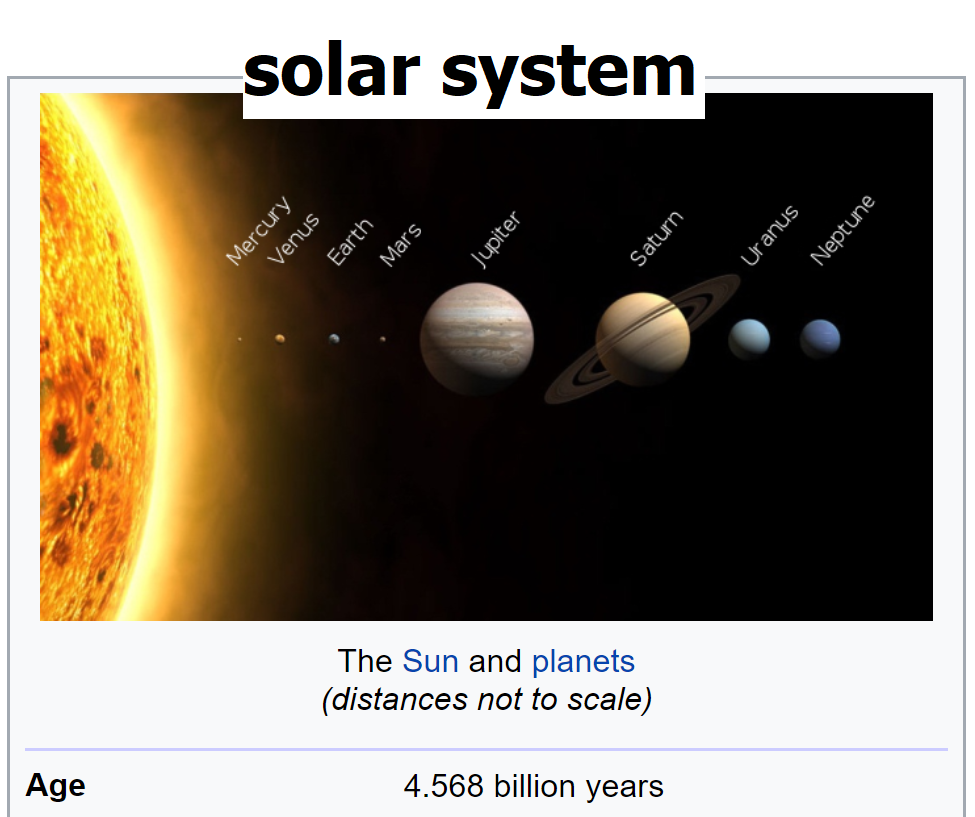 solar system
Mercury
Venus
Earth
Mars
Jupiter
Saturn
Uranus
Neptune
The Sun and planets
(distances not to scale)
Age 4.568 billion years